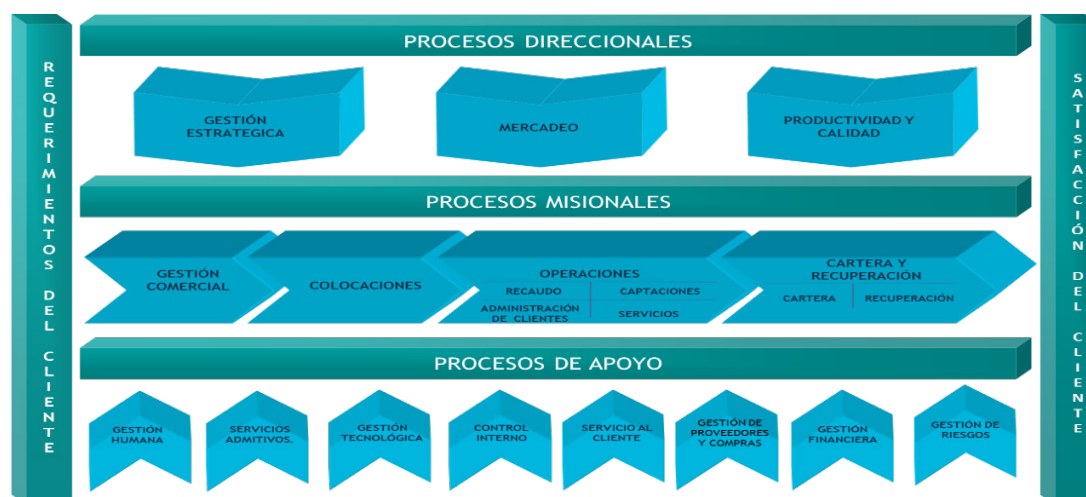 REQUERIMIENTOS DEL CLIENTE
PROCESOS DIRECCIONALES
GESTIÓN
ESTRATEGICA
MERCADEO
PRODUCTIVIDAD Y
CALIDAD
PROCESOS MISIONALES
GESTIÓN
COMERCIAL
COLOCACIONES
OPERACIONES
RECAUDO
CAPTACIONES
ADMINISTRACIÓN
DE CLIENTES
SERVICIOS
CARTERA Y
RECUPERACIÓN
CARTERA
RECUPERACIÓN
PROCESOS DE APOYO
GESTIÓN
HUMANA
SERVICIOS
ADMITIVOS.
GESTIÓN
TECNOLÓGICA
CONTROL
INTERNO
SERVICIO AL
CLIENTE
GESTIÓN DE
PROVEEDORES
Y COMPRAS
GESTIÓN
FINANCIERA
GESTIÓN DE
RIESGOS
SATISFACCIÓN DEL CLIENTE